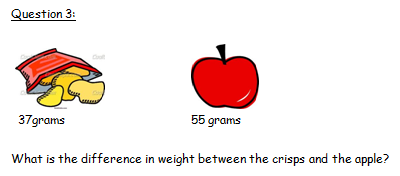 Question 3:
37grams
55 grams
What is the difference in weight between the crisps and the apple?